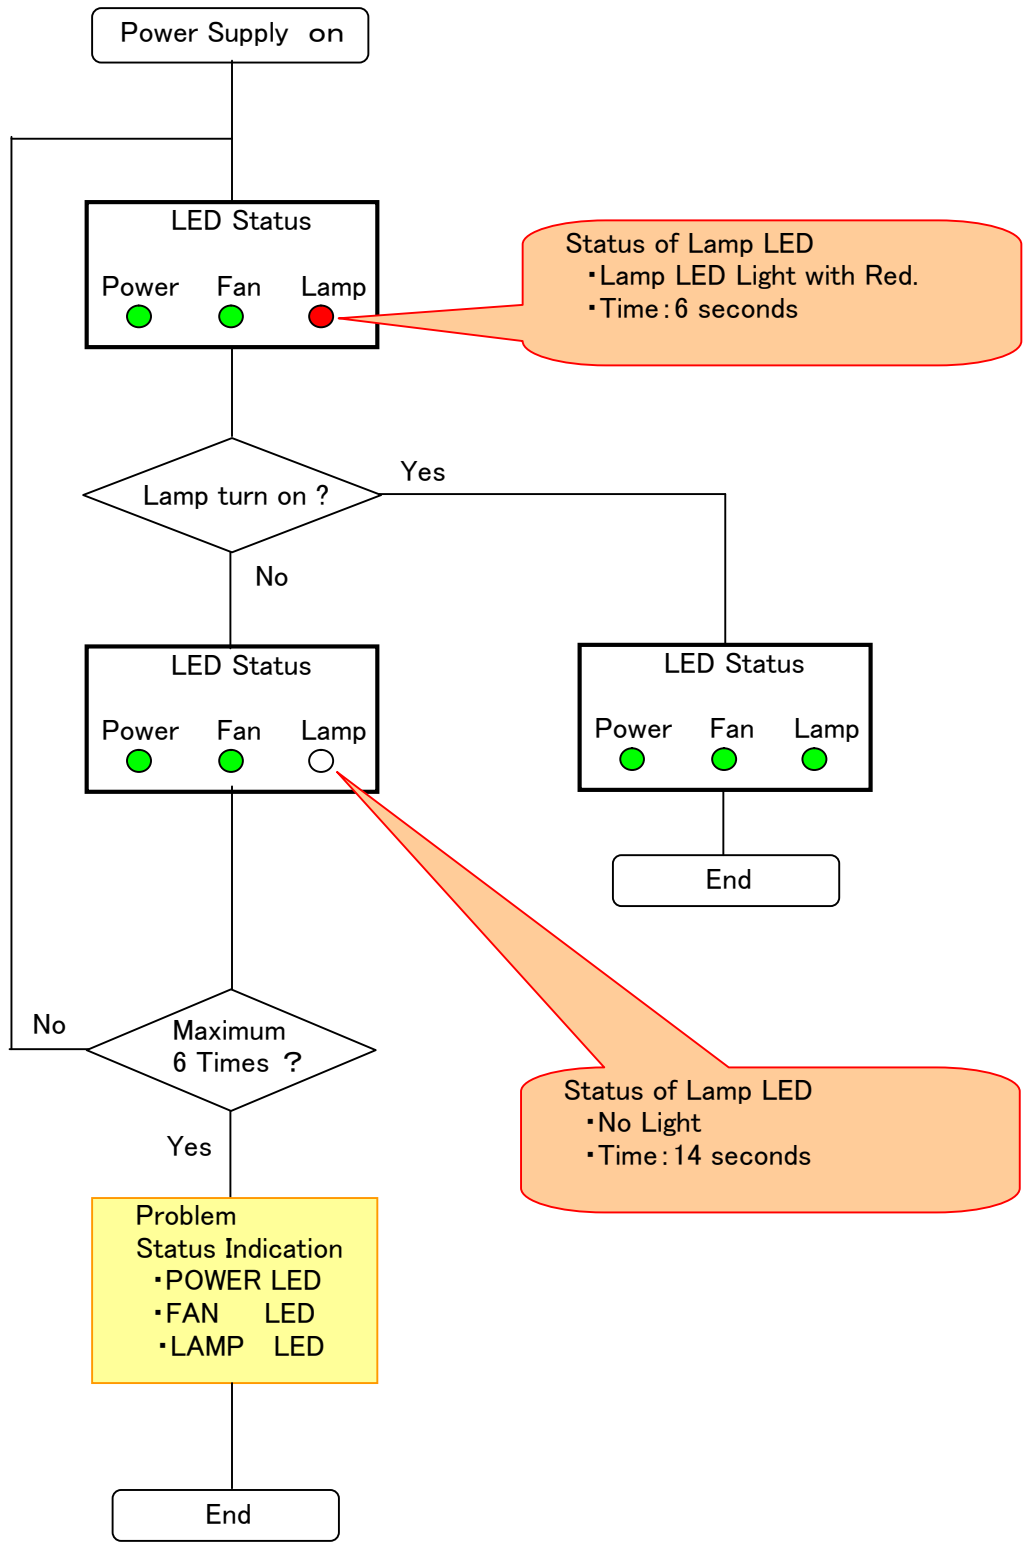 Power Supply on
LED Status
Power Fan Lamp
Status of Lamp LED
・Lamp LED Light with Red.
・Time：6 seconds
Lamp turn on ?
Yes
No
LED Status
Power Fan Lamp
LED Status
Power Fan Lamp
End
No
Maximum
6 Times ？
Status of Lamp LED
・No Light
・Time：14 seconds
Yes
Problem
Status Indication
・POWER LED
・FAN LED
・LAMP LED
End